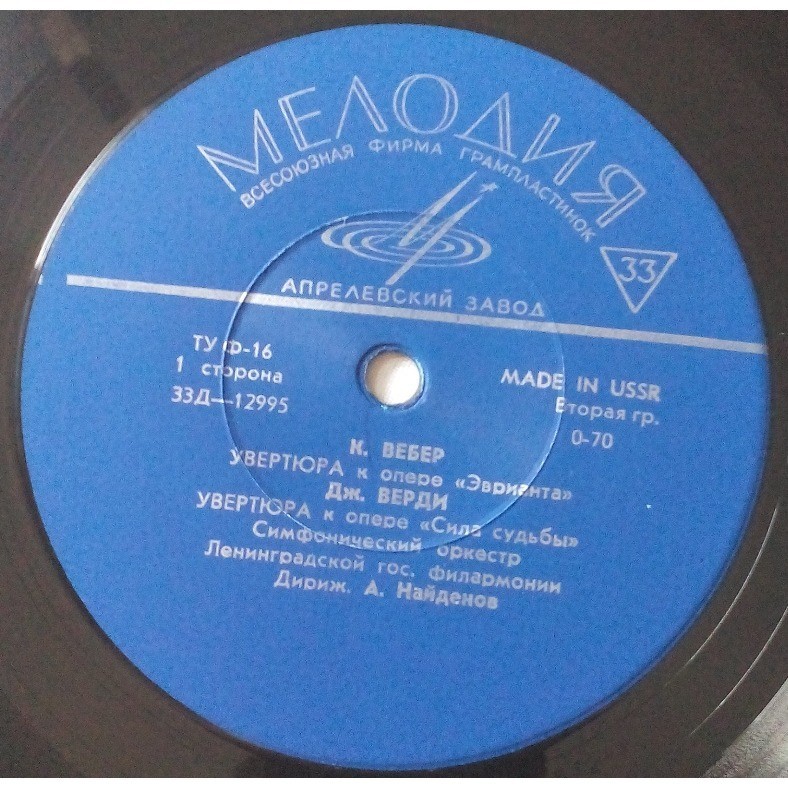 МЕЛОДИЯ
ВСЕСОЮЗНАЯ ФИРМА ГРАМПЛАСТИНОК
33
АПРЕЛЕВСКИЙ ЗАВОД
ТУ Ф-16
1 сторона
33Д—12995
MADE IN USSR
Вторая гр.
0-70
К. ВЕБЕР
УВЕРТЮРА к опере «Эврианта»
Дж. ВЕРДИ
УВЕРТЮРА к опере «Сила судьбы»
Симфонический оркестр
Ленинградской гос. филармонии
Дириж. А. Найденов